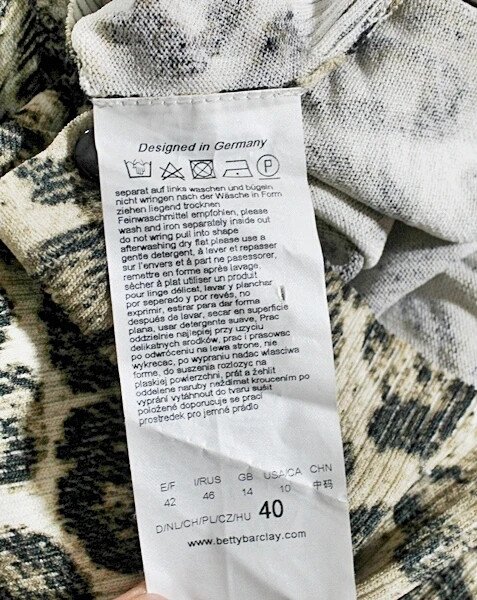 Designed in Germany
P
separat auf links waschen und bügeln
nicht wringen nach der Wäsche in Form
ziehen liegend trocknen
Feinwaschmittel empfohlen, please
wash and iron separately inside out
do not wring pull into shape
afterwashing dry flat please use a
gentle detergent, à lever et repasser
sur l'envers et à part ne pasessorer,
remettre en forme après lavage,
sécher à plat utiliser un produit
pour linge délicat, lavar y planchar
por separado y por revés, no
exprimir, estirar para dar forma
después de lavar, secar en superficie
plana, usar detergente suave, Prac
oddzielnie najlepiej przy uzyciu
delikatnych srodków, prac i prasowac
po odwróceniu na lewa strone, nie
wykrecac, po wypraniu nadac wlasciwa
forme, do suszenia rozlozyc na
plaskiej powierzchni, prát a žehlit
oddelene naruby neždímat kroucením po
vyprání vytáhnout do tvaru sušit
položené doporucuje se prací
prostredek pro jemné prádlo
E/F I/RUS GB USA/CA CHN
42 46 14 10 中码
D/NL/CH/PL/CZ/HU 40
www.bettybarclay.com